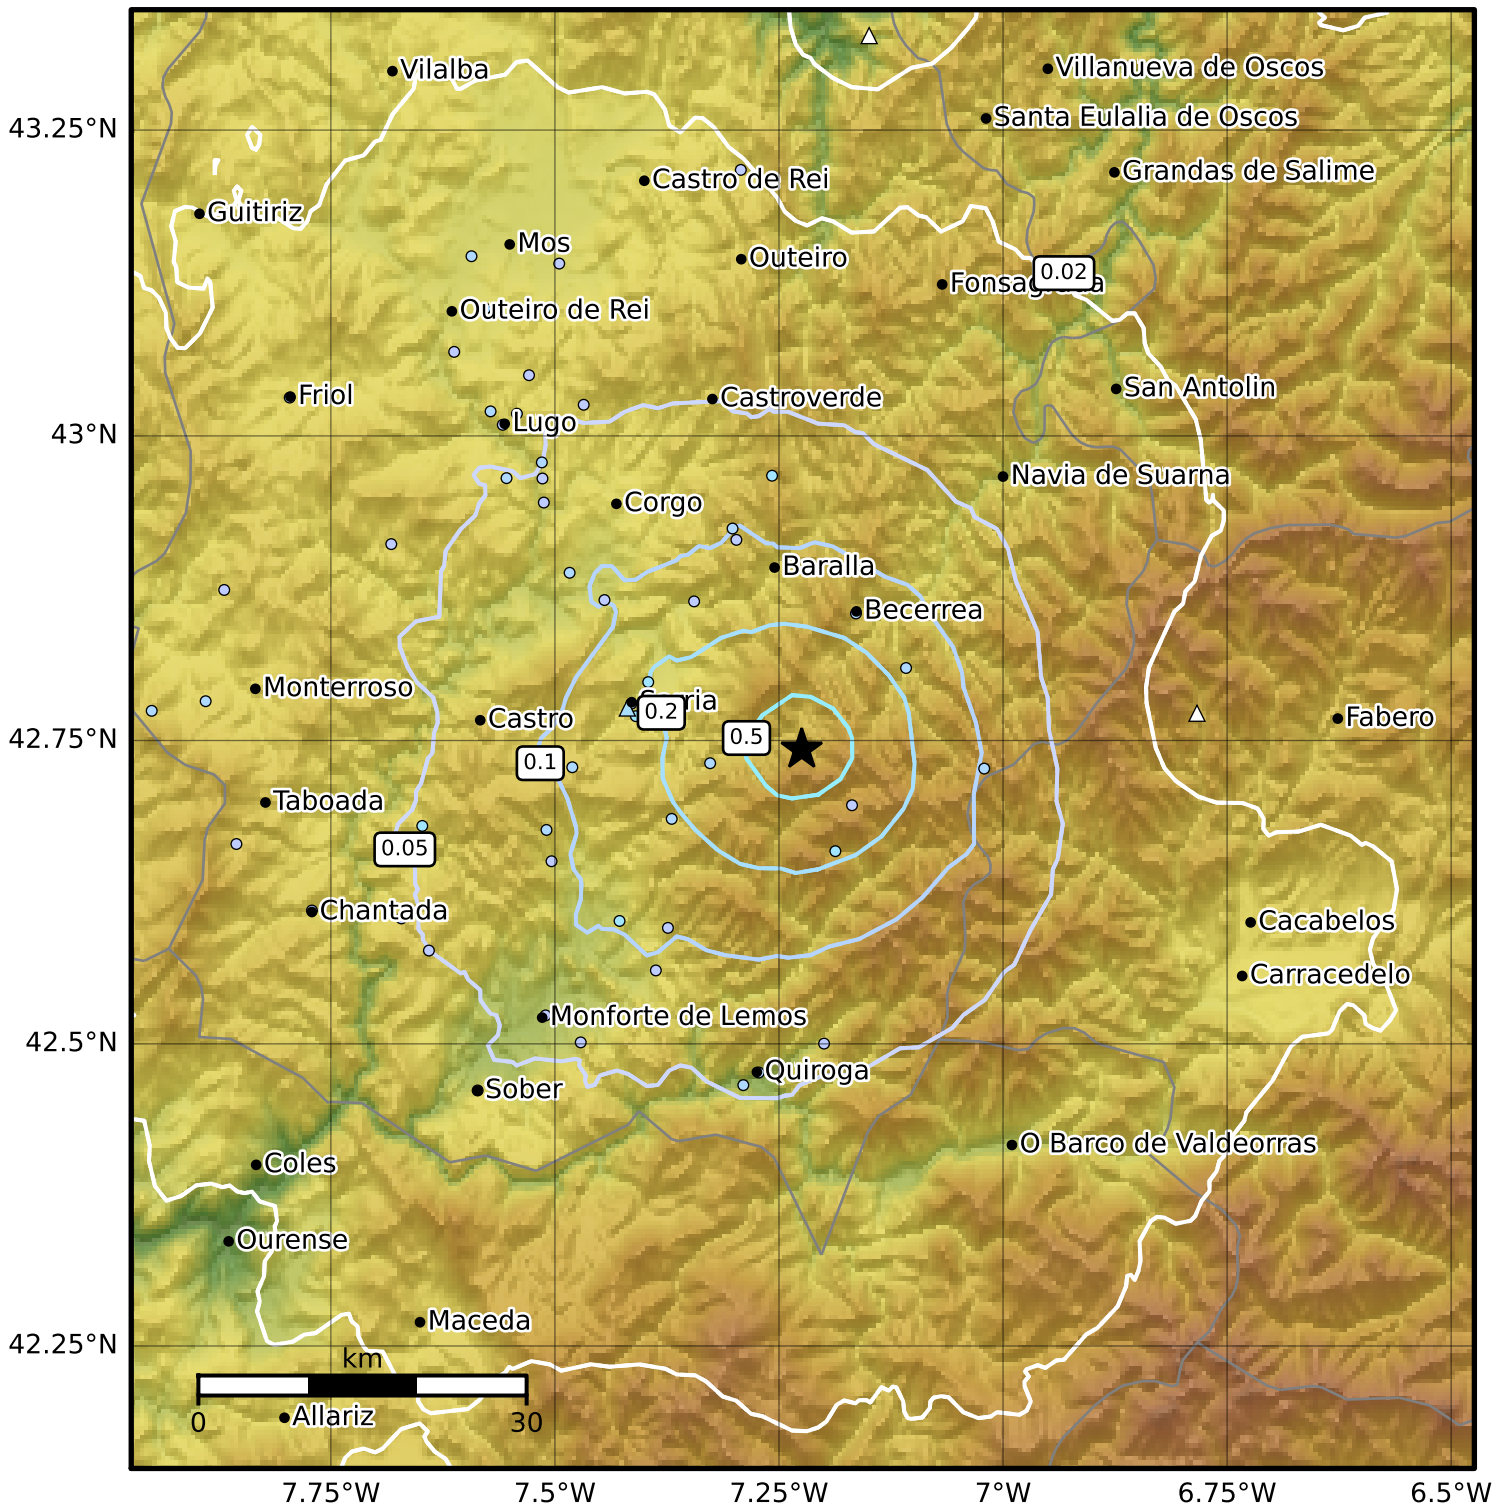 Vilalba
Villanueva de Oscos
Santa Eulalia de Oscos
43.25°N
Grandas de Salime
Castro de Rei
Guitiriz
Mos
Outeiro
0.02
Fonsagrada
Outeiro de Rei
San Antolin
Friol
Castroverde
Lugo
43°N
Navia de Suarna
Corgo
Baralla
Becerrea
Monterroso
Sarria
0.2
Castro
Fabero
0.5
42.75°N
0.1
Taboada
0.05
Chantada
Cacabelos
Carracedelo
Monforte de Lemos
42.5°N
Quiroga
Sober
O Barco de Valdeorras
Coles
Ourense
Maceda
42.25°N
km
Allariz
0 30
7.75°W 7.5°W 7.25°W 7°W 6.75°W 6.5°W